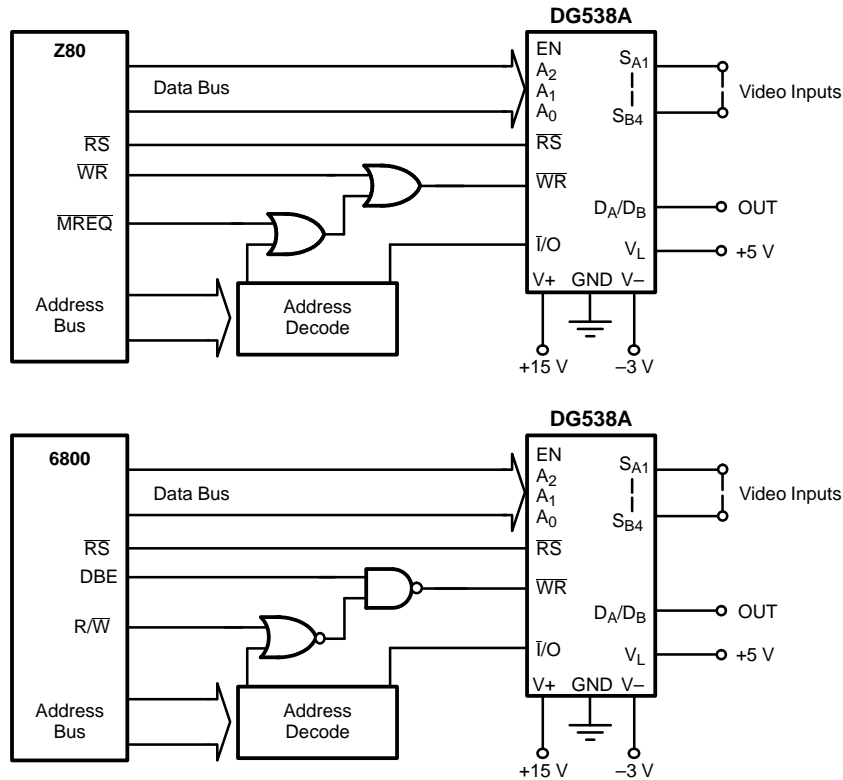 DG538A
Z80
Data Bus
RS
WR
MREQ
Address
Bus
Address
Decode
EN
A2
A1
A0
RS
WR
I/O
V+ GND V–
SA1
SB4
DA/DB
VL
Video Inputs
OUT
+5 V
+15 V
–3 V
DG538A
6800
Data Bus
RS
DBE
R/W
Address
Bus
Address
Decode
EN
A2
A1
A0
RS
WR
I/O
V+ GND V–
SA1
SB4
DA/DB
VL
Video Inputs
OUT
+5 V
+15 V
–3 V